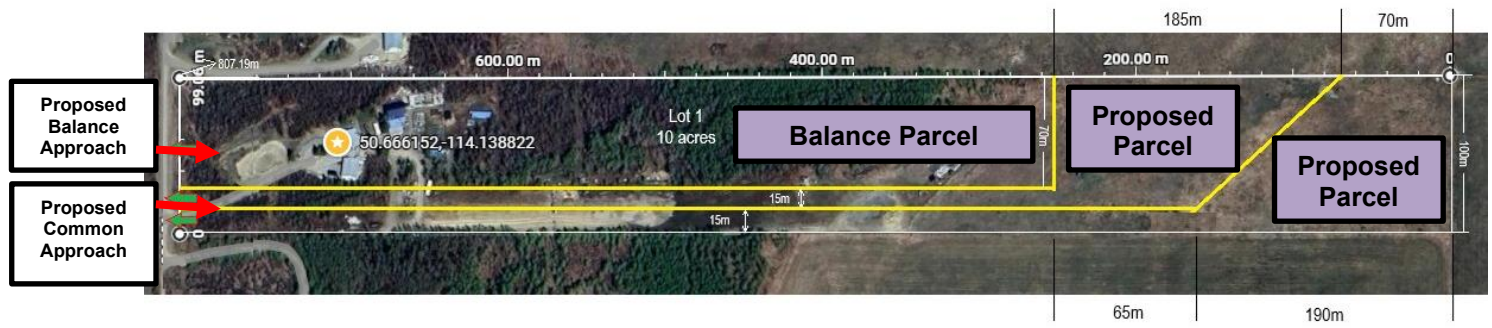 185m
70m
807.19m
99.06 m
600.00 m
400.00 m
200.00 m
0
Proposed
Balance
Approach
Lot 1
10 acres
50.666152,-114.138822
Balance Parcel
70m
Proposed
Parcel
Proposed
Parcel
100m
Proposed
Common
Approach
15m
15m
0
65m
190m